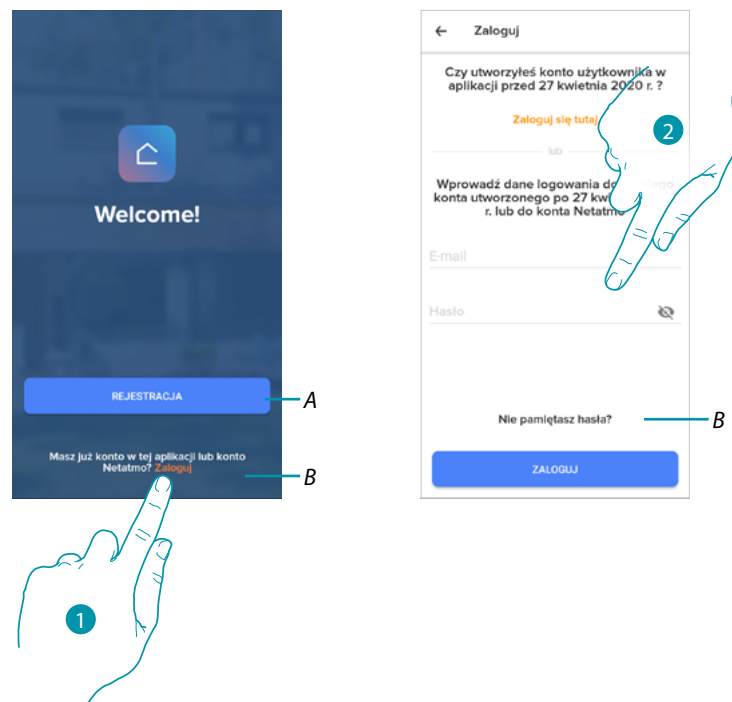 Welcome!
REJESTRACJA
A
Masz już konto w tej aplikacji lub konto
Netatmo? Zaloguj
B
1
← Zaloguj
Czy utworzyłeś konto użytkownika w
aplikacji przed 27 kwietnia 2020 r. ?
Zaloguj się tutaj
2
lub
Wprowadź dane logowania do
konta utworzonego po 27
r. lub do konta Netatmo
E-mail
Hasło
Nie pamiętasz hasła?
B
ZALOGUJ